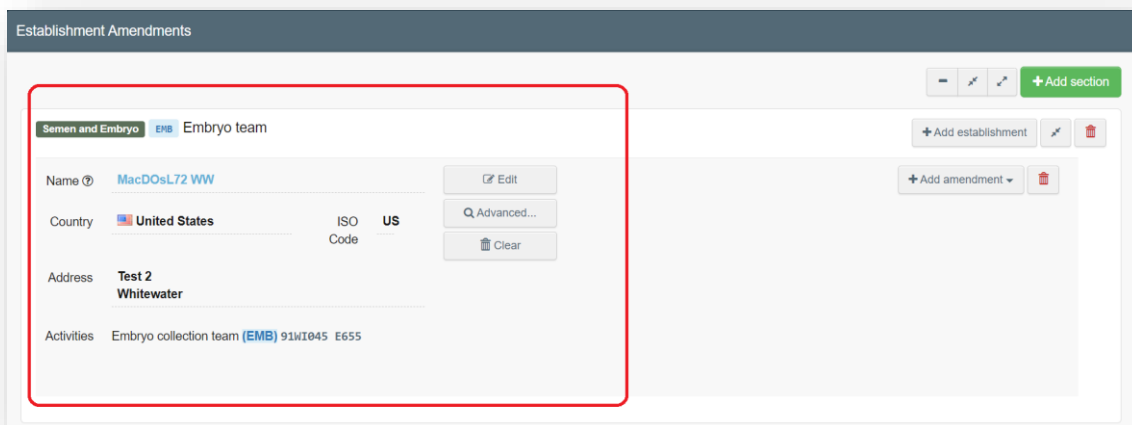 Establishment Amendments
+ Add section
Semen and Embryo EMB Embryo team
+ Add establishment
Name MacDOsL72 WW
Edit
+ Add amendment
Country United States
ISO Code US
Advanced...
Clear
Address Test 2
Whitewater
Activities Embryo collection team (EMB) 91WI045 E655